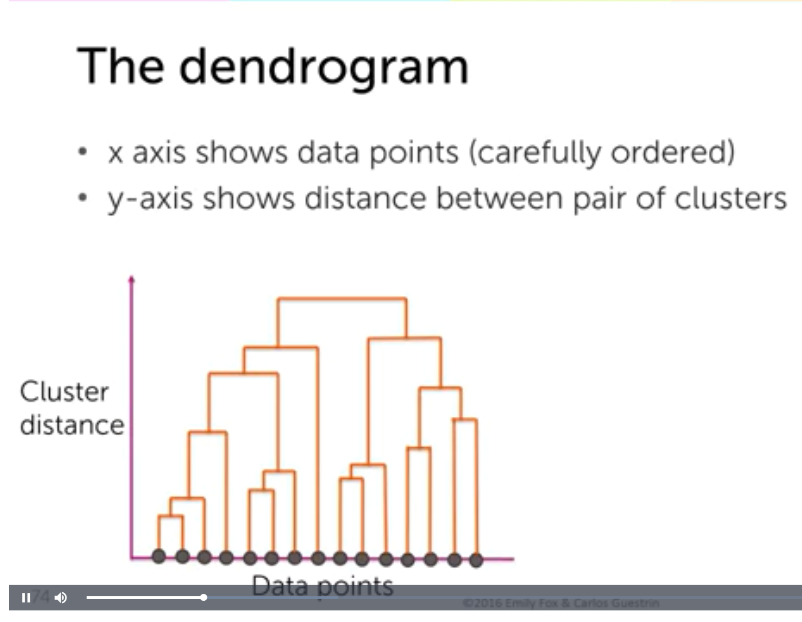 The dendrogram
• x axis shows data points (carefully ordered)
• y-axis shows distance between pair of clusters
Cluster
distance
Data points
74
©2016 Emily Fox & Carlos Guestrin